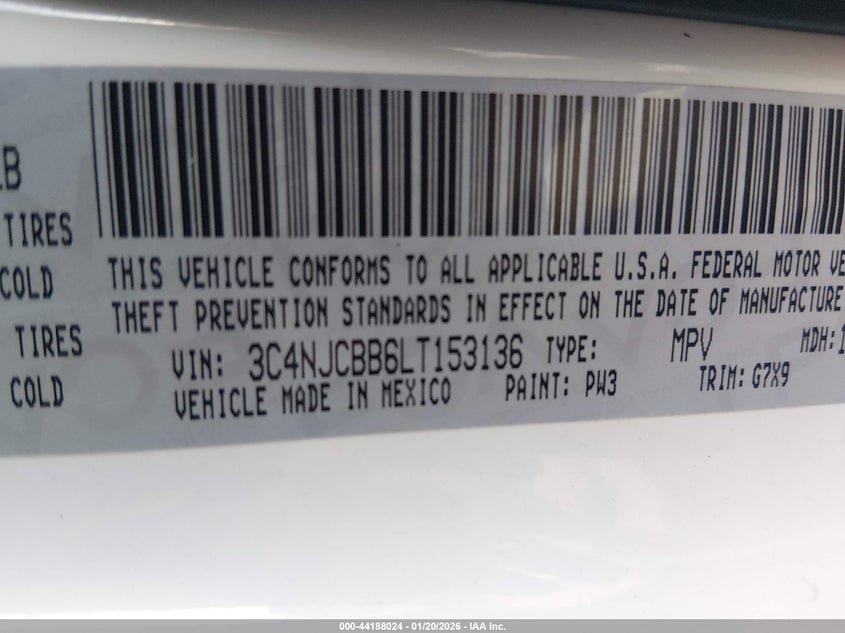 LB
TIRES
COLD
TIRES
COLD
THIS VEHICLE CONFORMS TO ALL APPLICABLE U.S.A. FEDERAL MOTOR VE
THEFT PREVENTION STANDARDS IN EFFECT ON THE DATE OF MANUFACTURE
VIN: 3C4NJCBB6LT153136 TYPE: MPV MDH: 1
VEHICLE MADE IN MEXICO PAINT: PW3 TRIM: G7X9
000-44188024 - 01/20/2026 - IAA Inc.